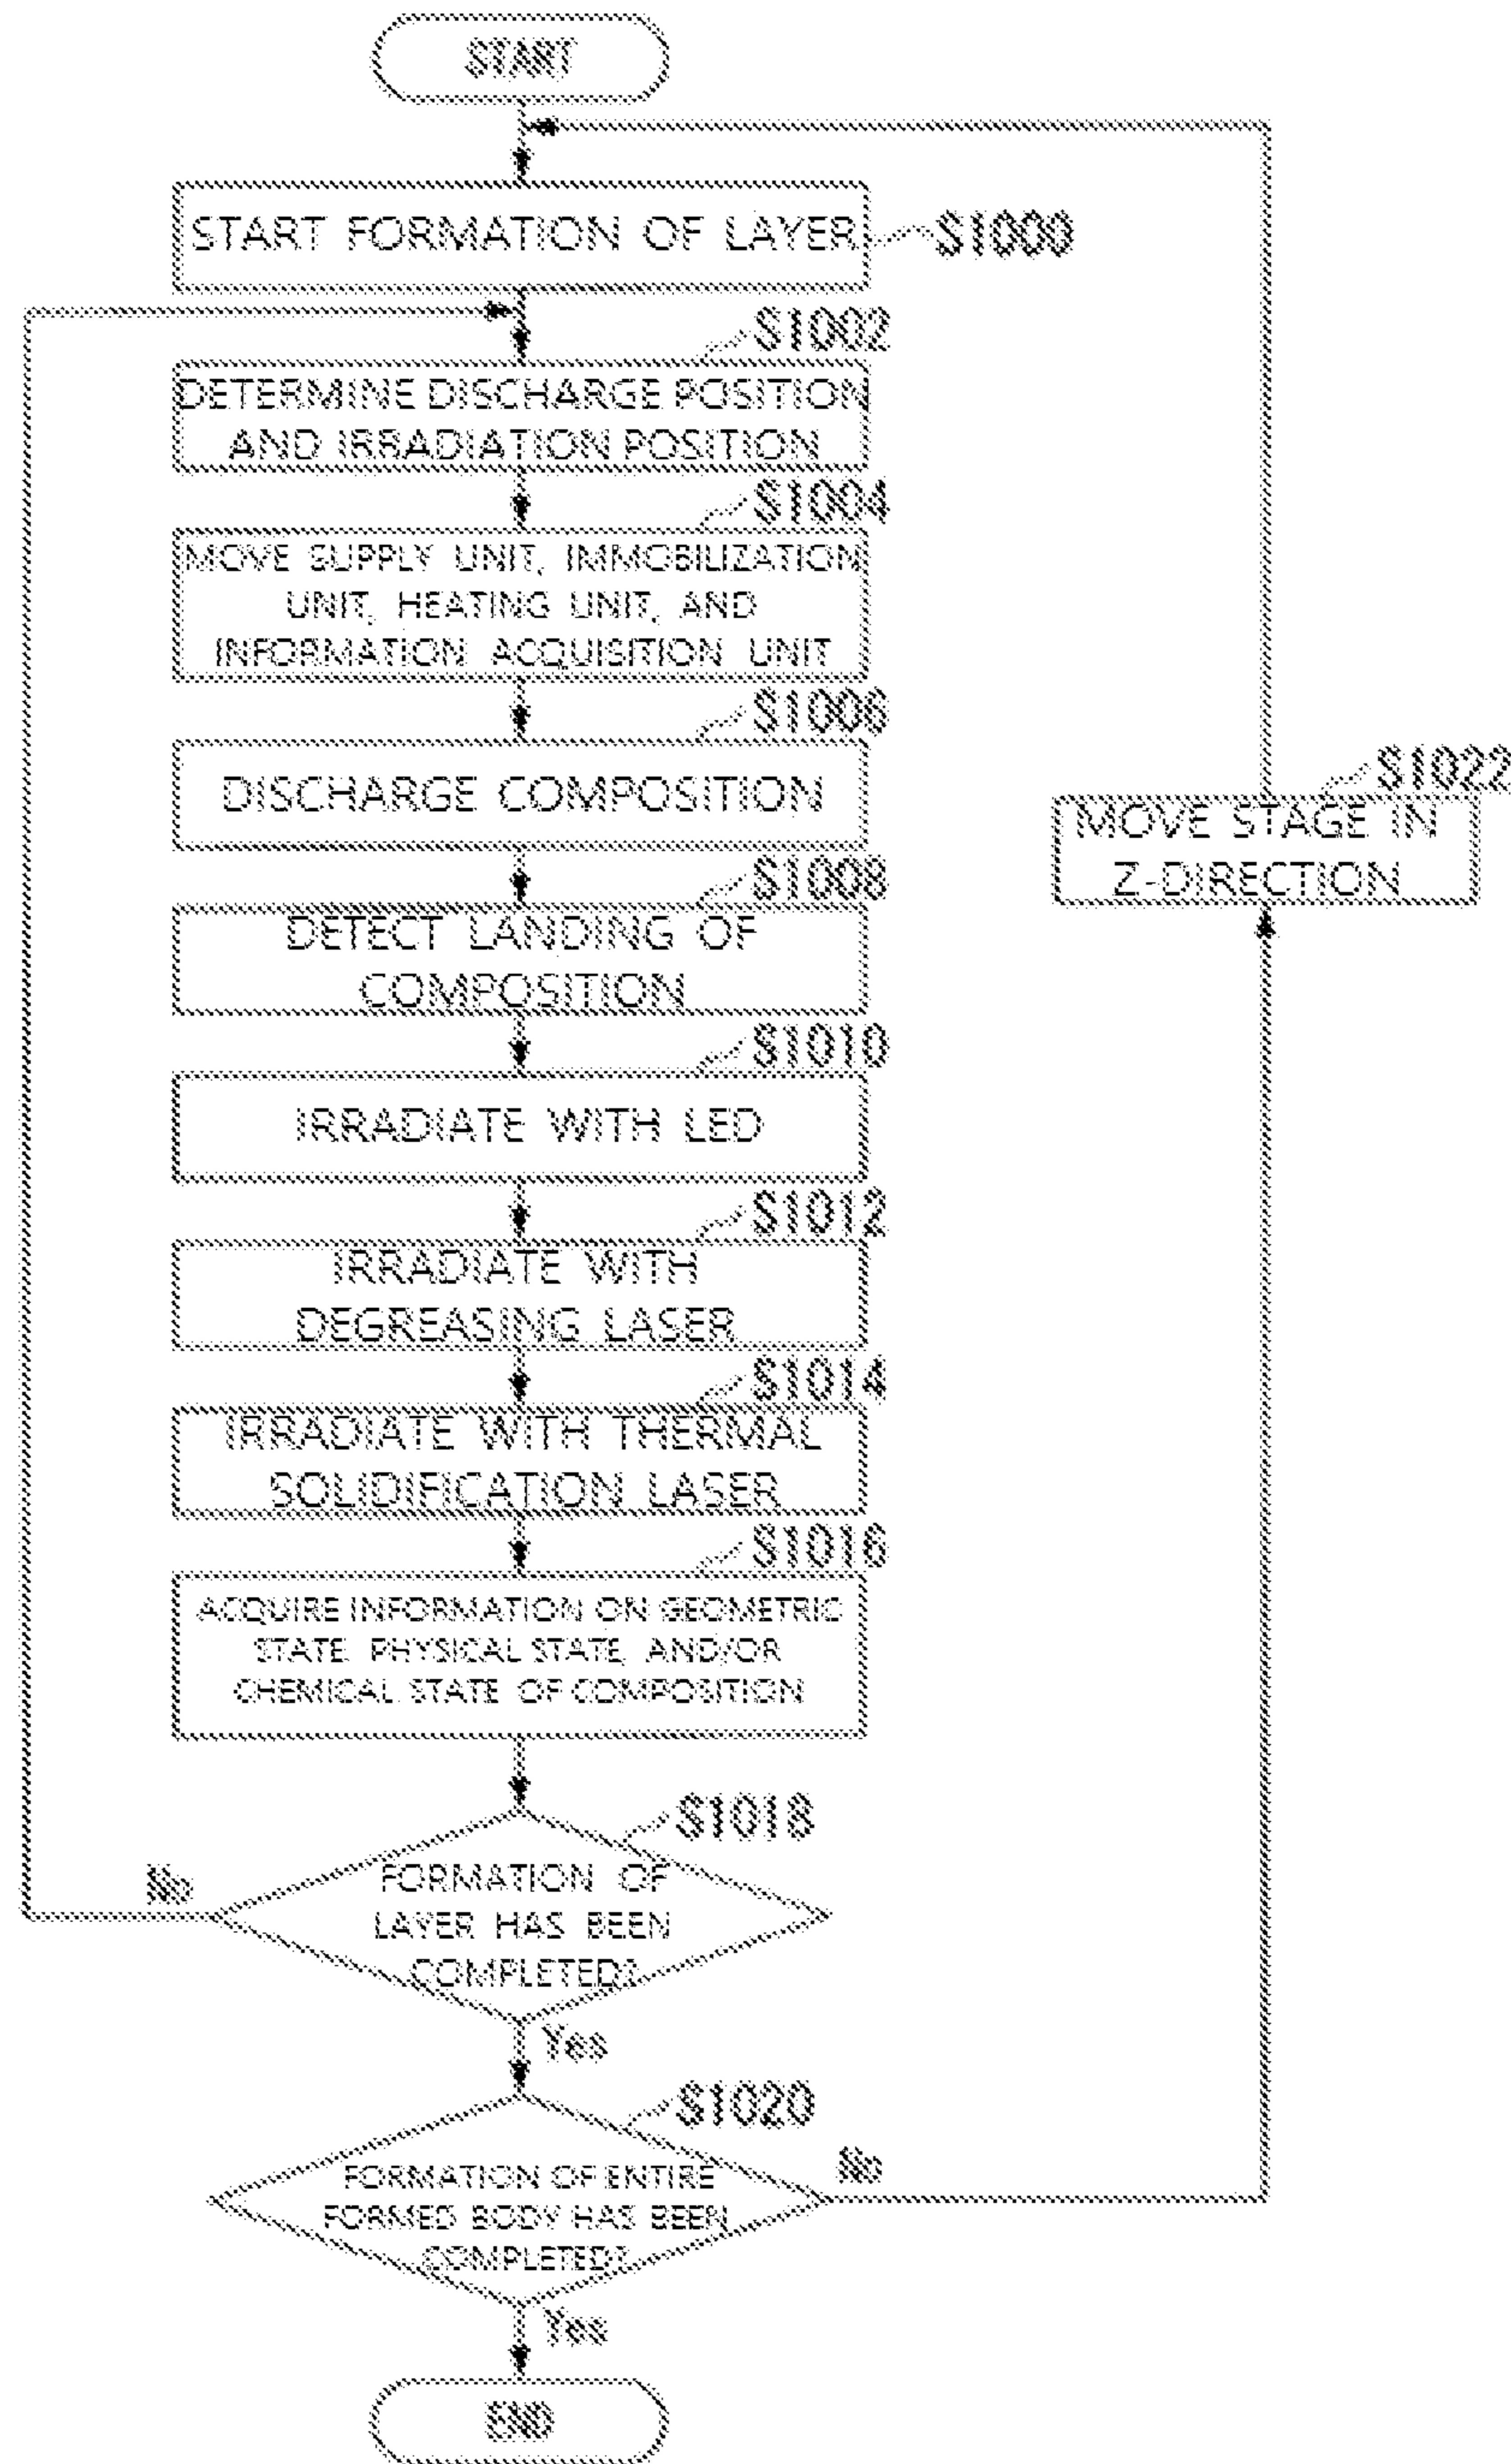 START
START FORMATION OF LAYER
S1000
S1002
DETERMINE DISCHARGE POSITION
AND IRRADIATION POSITION
S1004
MOVE SUPPLY UNIT, IMMOBILIZATION
UNIT, HEATING UNIT, AND
INFORMATION ACQUISITION UNIT
S1006
DISCHARGE COMPOSITION
S1022
MOVE STAGE IN
Z-DIRECTION
S1008
DETECT LANDING OF
COMPOSITION
S1010
IRRADIATE WITH LED
S1012
IRRADIATE WITH
DEGREASING LASER
S1014
IRRADIATE WITH THERMAL
SOLIDIFICATION LASER
S1016
ACQUIRE INFORMATION ON GEOMETRIC
STATE PHYSICAL STATE AND/OR
CHEMICAL STATE OF COMPOSITION
S1018
No
FORMATION OF
LAYER HAS BEEN
COMPLETED?
Yes
S1020
No
FORMATION OF ENTIRE
FORMED BODY HAS BEEN
COMPLETED?
Yes
END